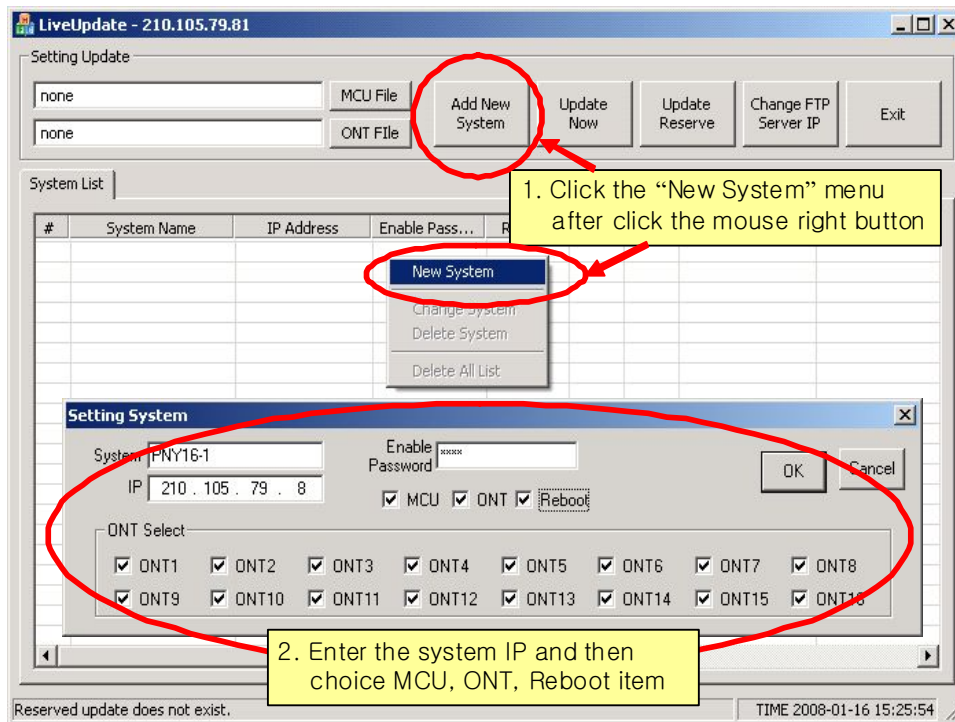 LiveUpdate - 210.105.79.81
Setting Update
none
MCU File
none
ONT FIle
Add New System
Update Now
Update Reserve
Change FTP Server IP
Exit
System List
1. Click the “New System” menu
after click the mouse right button
#
System Name
IP Address
Enable Pass...
New System
Change System
Delete System
Delete All List
Setting System
System
PNY16-1
Enable Password
xxxx
IP
210 . 105 . 79 . 8
MCU
ONT
Reboot
OK
Cancel
ONT Select
ONT1
ONT2
ONT3
ONT4
ONT5
ONT6
ONT7
ONT8
ONT9
ONT10
ONT11
ONT12
ONT13
ONT14
ONT15
ONT16
2. Enter the system IP and then
choice MCU, ONT, Reboot item
Reserved update does not exist.
TIME 2008-01-16 15:25:54